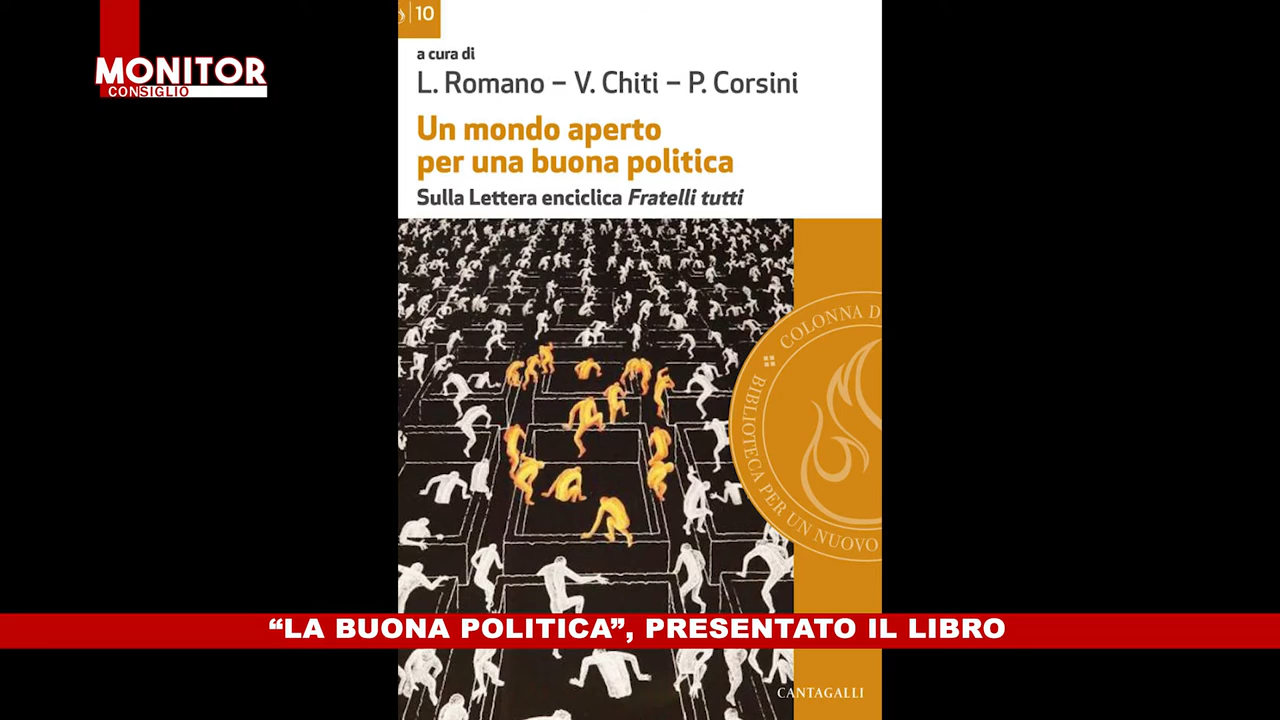 MONITOR
CONSIGLIO
10
a cura di
L. Romano – V. Chiti – P. Corsini
Un mondo aperto
per una buona politica
Sulla Lettera enciclica Fratelli tutti
COLONNA D
BIBLIOTECA PER UN NUOVO
“LA BUONA POLITICA”, PRESENTATO IL LIBRO
CANTAGALLI